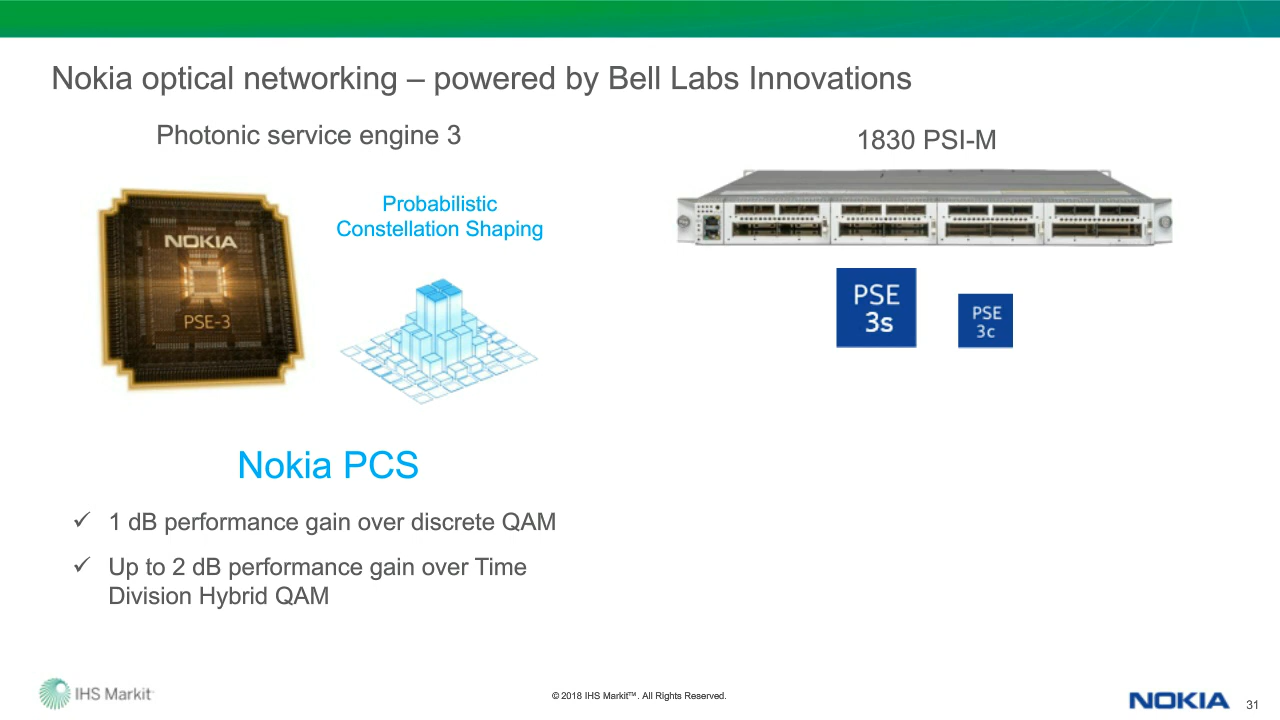 Nokia optical networking – powered by Bell Labs Innovations
Photonic service engine 3
1830 PSI-M
Probabilistic
Constellation Shaping
NOKIA
PSE-3
PSE
3s
PSE
3c
Nokia PCS
✓ 1 dB performance gain over discrete QAM
✓ Up to 2 dB performance gain over Time
Division Hybrid QAM
IHS Markit™
© 2018 IHS Markit™. All Rights Reserved.
NOKIA
31